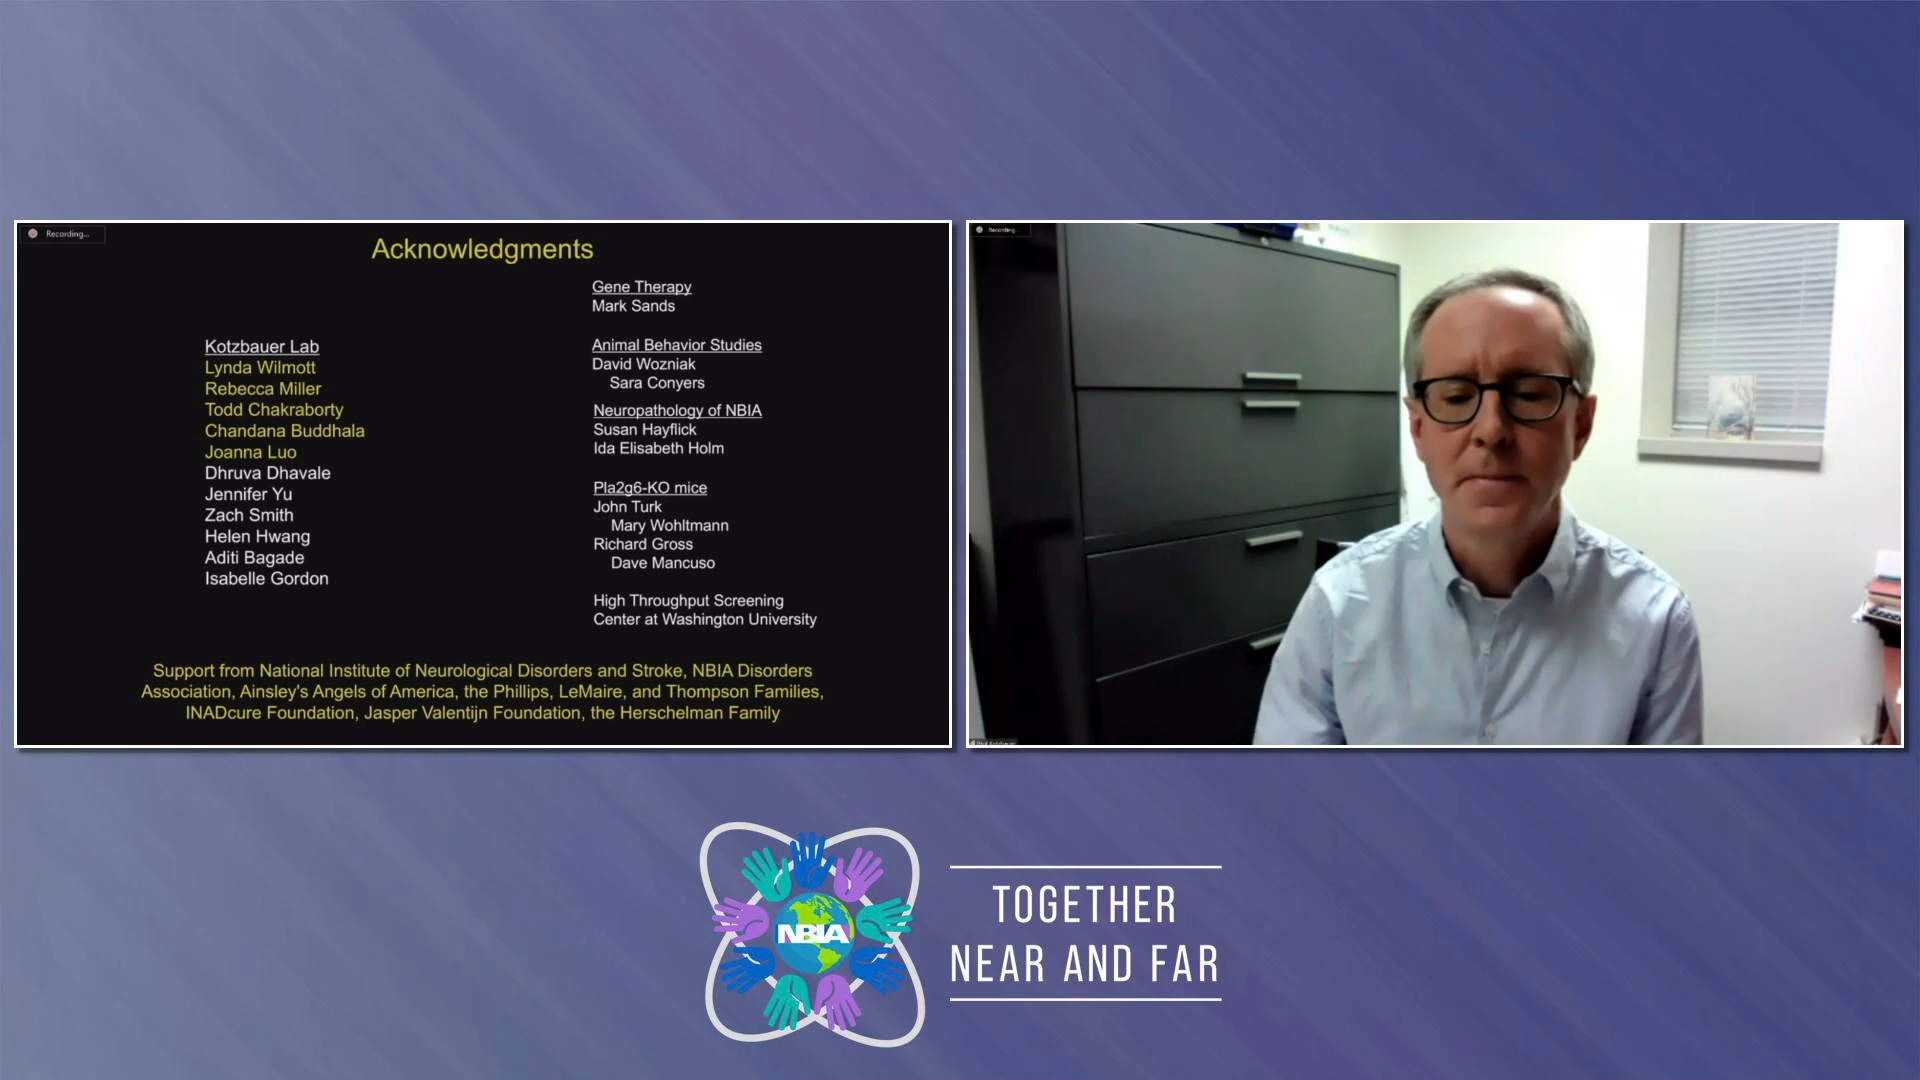 Recording...
Acknowledgments
Kotzbauer Lab
Lynda Wilmott
Rebecca Miller
Todd Chakraborty
Chandana Buddhala
Joanna Luo
Dhruva Dhavale
Jennifer Yu
Zach Smith
Helen Hwang
Aditi Bagade
Isabelle Gordon
Gene Therapy
Mark Sands
Animal Behavior Studies
David Wozniak
Sara Conyers
Neuropathology of NBIA
Susan Hayflick
Ida Elisabeth Holm
Pla2g6-KO mice
John Turk
Mary Wohltmann
Richard Gross
Dave Mancuso
High Throughput Screening
Center at Washington University
Support from National Institute of Neurological Disorders and Stroke, NBIA Disorders
Association, Ainsley's Angels of America, the Phillips, LeMaire, and Thompson Families,
INADcure Foundation, Jasper Valentijn Foundation, the Herschelman Family
Recording...
Paul Kotzbauer
NBIA
TOGETHER
NEAR AND FAR